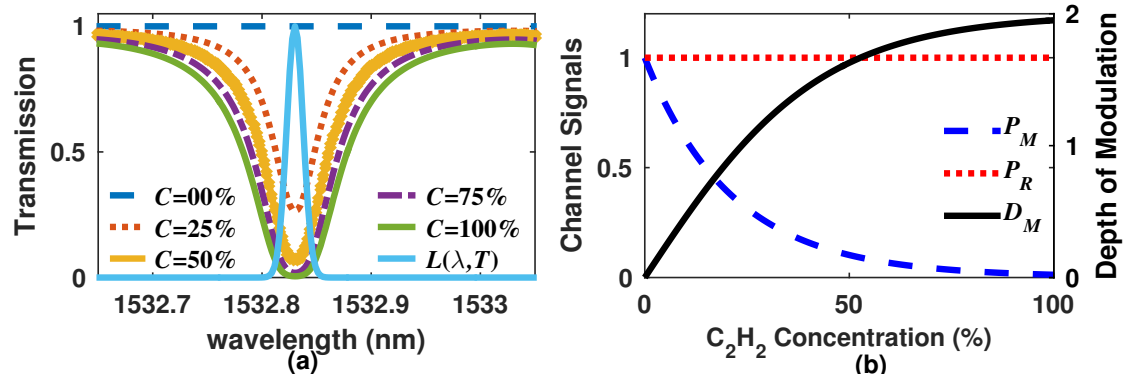 Transmission
1
0.5
0
C=00%
C=25%
C=50%
C=75%
C=100%
L(λ,T)
1532.7 1532.8 1532.9 1533
wavelength (nm)
(a)
Channel Signals
1
0.5
0
P_M
P_R
D_M
2
1
0
Depth of Modulation
0 50 100
C₂H₂ Concentration (%)
(b)